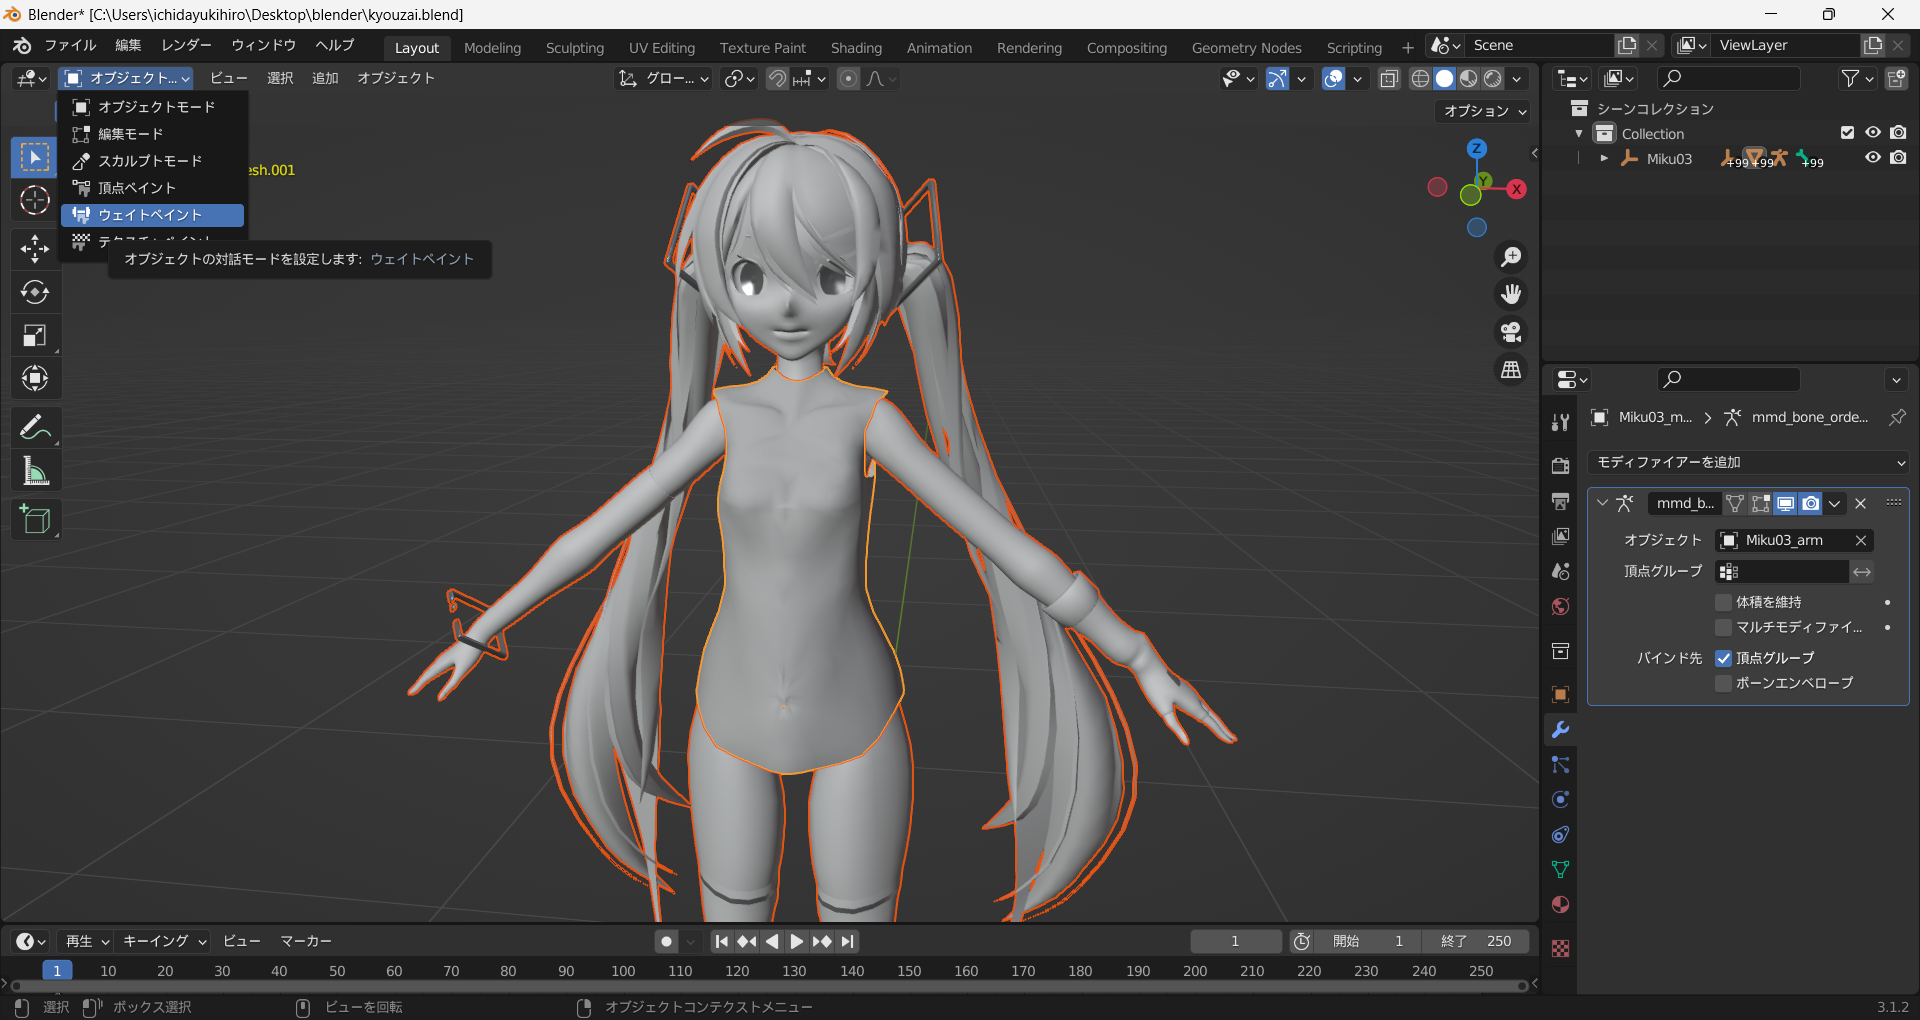 Blender* [C:\Users\ichidayukihiro\Desktop\blender\kyouzai.blend]
ファイル 編集 レンダー ウィンドウ ヘルプ Layout Modeling Sculpting UV Editing Texture Paint Shading Animation Rendering Compositing Geometry Nodes Scripting + Scene ViewLayer
オブジェクト... ビュー 選択 追加 オブジェクト グロー...
オプション
オブジェクトモード
編集モード
スカルプトモード
頂点ペイント
ウェイトペイント
オブジェクトの対話モードを設定します: ウェイトペイント
esh.001
Z
Y
X
シーンコレクション
Collection
Miku03 +99 +99 +99
Miku03_m... mmd_bone_orde...
モディファイアーを追加
mmd_b...
オブジェクト Miku03_arm
頂点グループ
体積を維持
マルチモディファイ...
バインド先 頂点グループ
ボーンエンベロープ
再生 キーイング ビュー マーカー 1 開始 1 終了 250
1 10 20 30 40 50 60 70 80 90 100 110 120 130 140 150 160 170 180 190 200 210 220 230 240 250
選択 ボックス選択 ビューを回転 オブジェクトコンテクストメニュー 3.1.2